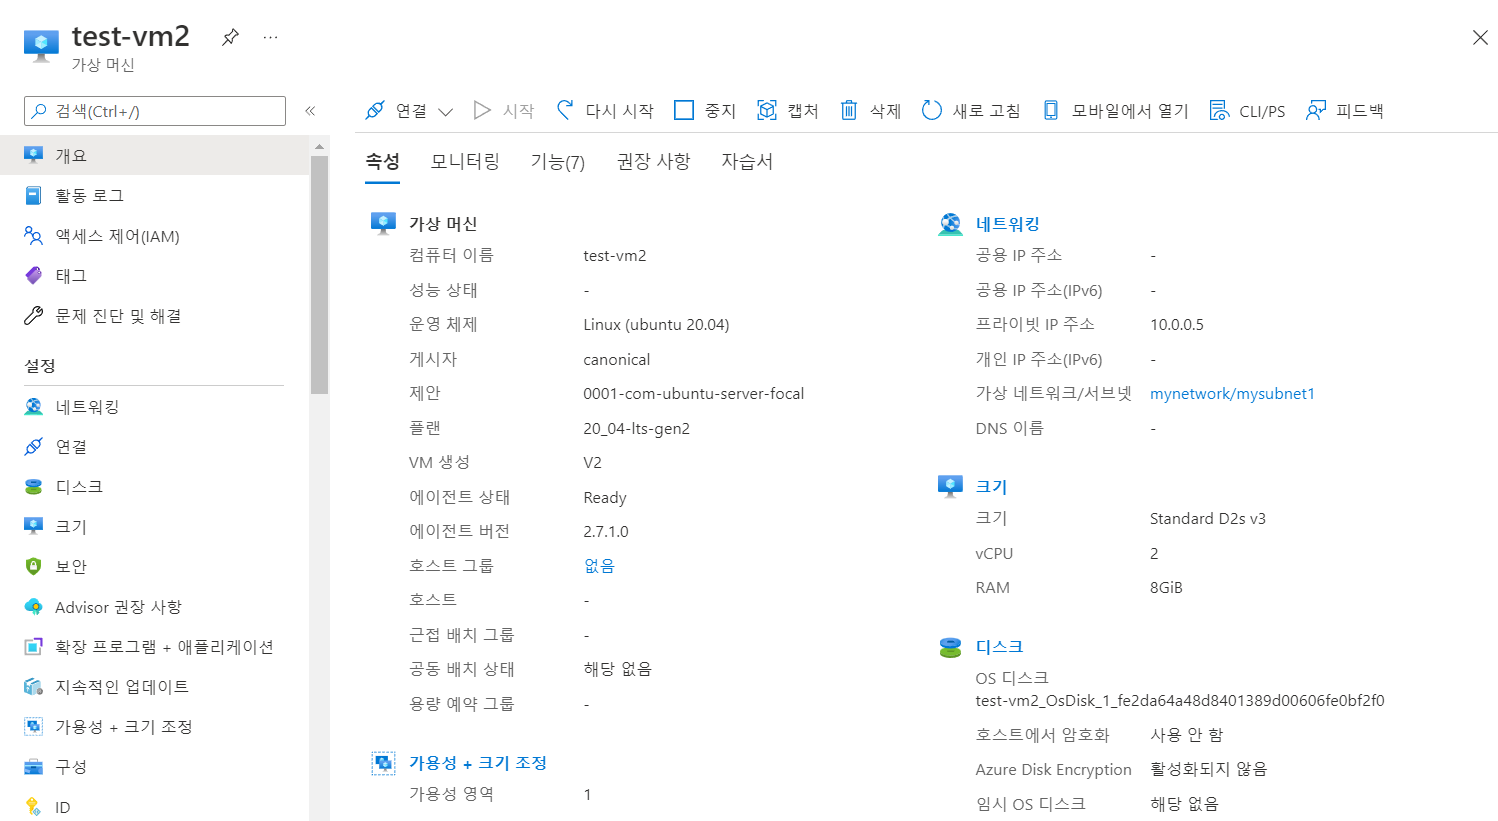 test-vm2
가상 머신
검색(Ctrl+/)
개요
활동 로그
액세스 제어(IAM)
태그
문제 진단 및 해결
설정
네트워킹
연결
디스크
크기
보안
Advisor 권장 사항
확장 프로그램 + 애플리케이션
지속적인 업데이트
가용성 + 크기 조정
구성
ID
연결 시작 다시 시작 중지 캡처 삭제 새로 고침 모바일에서 열기 CLI/PS 피드백
속성 모니터링 기능(7) 권장 사항 자습서
가상 머신
컴퓨터 이름 test-vm2
성능 상태 -
운영 체제 Linux (ubuntu 20.04)
게시자 canonical
제안 0001-com-ubuntu-server-focal
플랜 20_04-lts-gen2
VM 생성 V2
에이전트 상태 Ready
에이전트 버전 2.7.1.0
호스트 그룹 없음
호스트 -
근접 배치 그룹 -
공동 배치 상태 해당 없음
용량 예약 그룹 -
가용성 + 크기 조정
가용성 영역 1
네트워킹
공용 IP 주소 -
공용 IP 주소(IPv6) -
프라이빗 IP 주소 10.0.0.5
개인 IP 주소(IPv6) -
가상 네트워크/서브넷 mynetwork/mysubnet1
DNS 이름 -
크기
크기 Standard D2s v3
vCPU 2
RAM 8GiB
디스크
OS 디스크
test-vm2_OsDisk_1_fe2da64a48d8401389d00606fe0bf2f0
호스트에서 암호화 사용 안 함
Azure Disk Encryption 활성화되지 않음
임시 OS 디스크 해당 없음